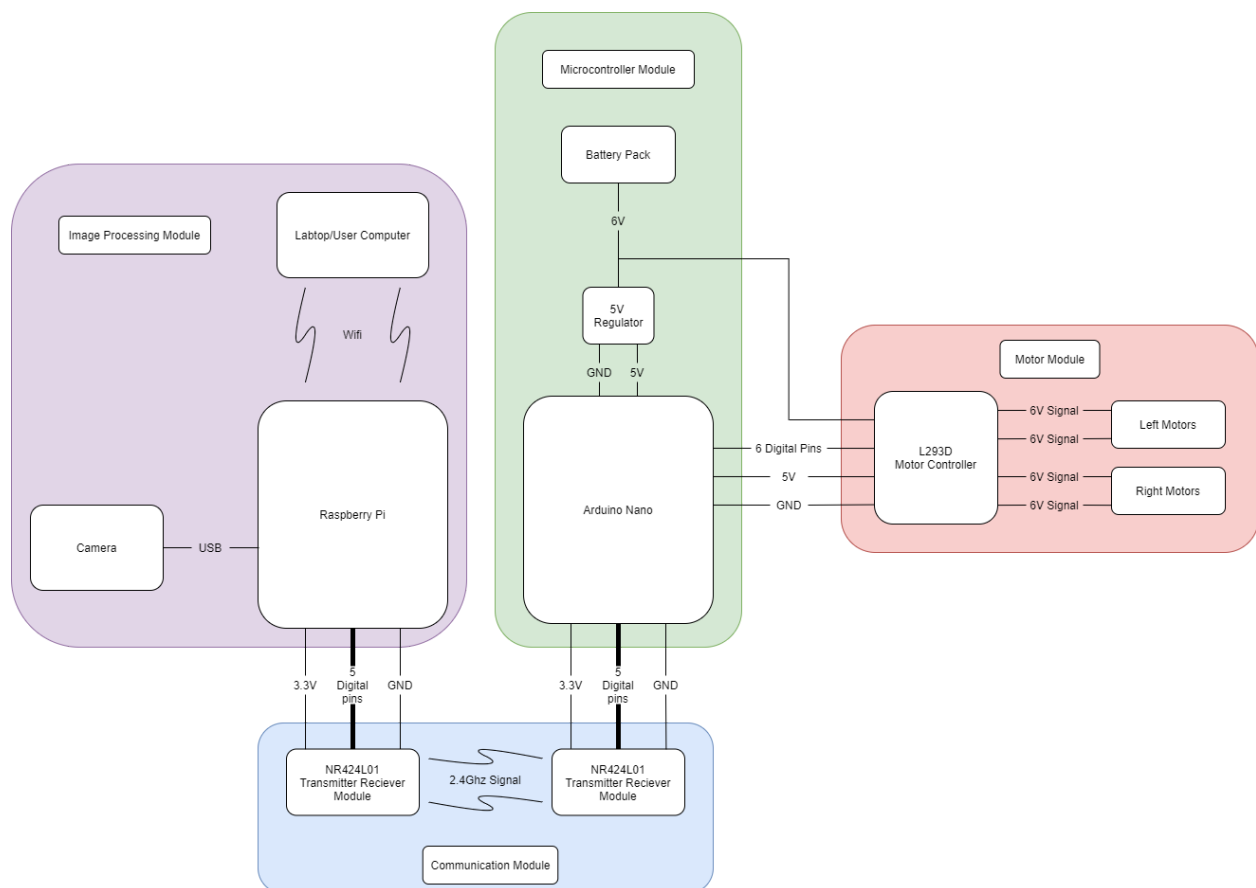 Microcontroller Module
Battery Pack
6V
Image Processing Module
Labtop/User Computer
Wifi
5V
Regulator
GND
5V
Motor Module
Raspberry Pi
Camera
USB
Arduino Nano
6 Digital Pins
5V
GND
L293D
Motor Controller
6V Signal
6V Signal
6V Signal
6V Signal
Left Motors
Right Motors
3.3V
5
Digital
pins
GND
3.3V
5
Digital
pins
GND
NR424L01
Transmitter Reciever
Module
2.4Ghz Signal
NR424L01
Transmitter Reciever
Module
Communication Module